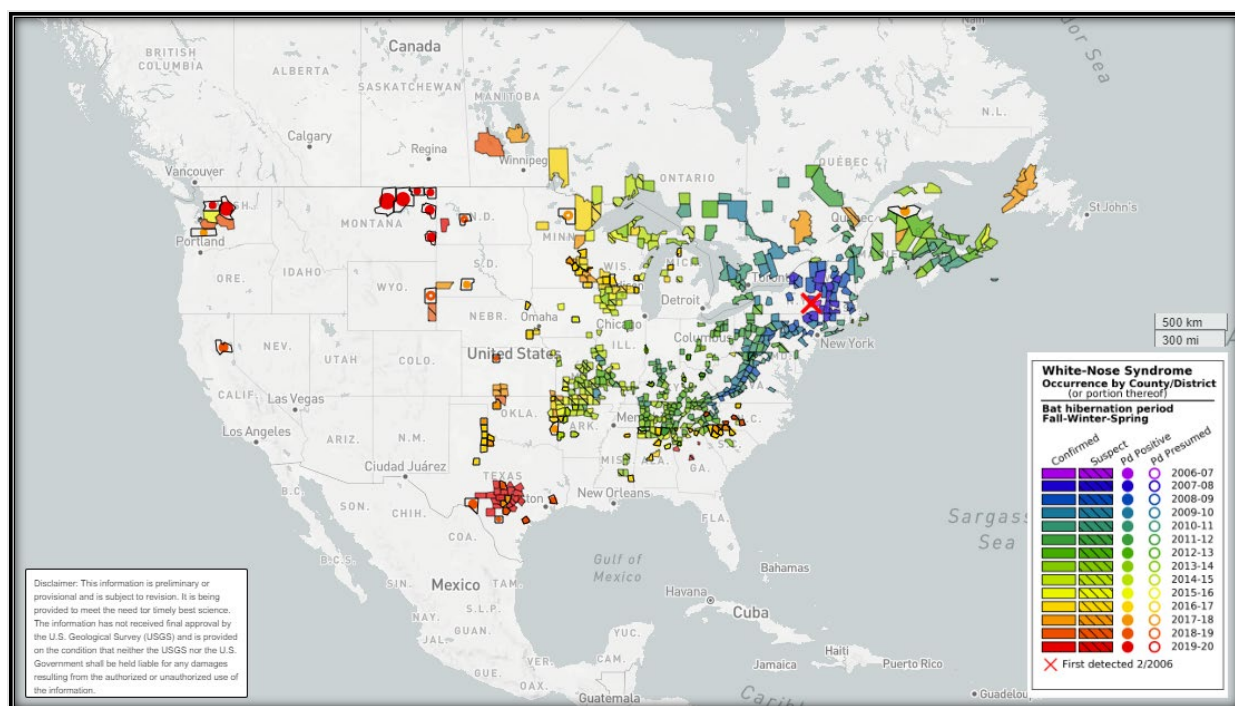 Nain
Canada
BRITISH
COLUMBIA
ALBERTA
SASKATCHEWAN
MANITOBA
N.L.
Calgary
Regina
Winnipeg
ONTARIO
QUÉBEC
Vancouver
St John's
MONTANA
N.D.
MINN
Québec
MAINE
Portland
ORE.
IDAHO
WYO.
S.D.
WIS.
MICH.
Toronto
Detroit
Chicago
New York
NEBR.
Omaha
Columbus
NEV.
UTAH
COLO.
United States
ILL.
MD.
VA.
500 km
300 mi
CALIF.
Las Vegas
OKLA.
ARK.
N.C.
Los Angeles
ARIZ.
N.M.
MISS.
ALA.
GA.
Ciudad Juárez
TEXAS
New Orleans
B.C.
SON.
CHIH.
COA.
FLA.
B.C.S.
Gulf of
Mexico
Sargass
Sea
Bahamas
SIN.
Mexico
TAM.
Havana
Cuba
S.L.P.
JAL.
GUAN.
YUC.
VER.
CAM.
GUE.
OAX.
Guatemala
Jamaica
Haiti
Puerto Rico
Guadeloup
White-Nose Syndrome
Occurrence by County/District
(or portion thereof)
Bat hibernation period
Fall-Winter-Spring
Confirmed Suspect Pd Positive Pd Presumed
2006-07
2007-08
2008-09
2009-10
2010-11
2011-12
2012-13
2013-14
2014-15
2015-16
2016-17
2017-18
2018-19
2019-20
First detected 2/2006
Disclaimer: This information is preliminary or
provisional and is subject to revision. It is being
provided to meet the need tor timely best science.
The information has not received final approval by
the U.S. Geological Survey (USGS) and is provided
on the condition that neither the USGS nor the U.S.
Government shall be held liable for any damages
resulting from the authorized or unauthorized use of
the information.